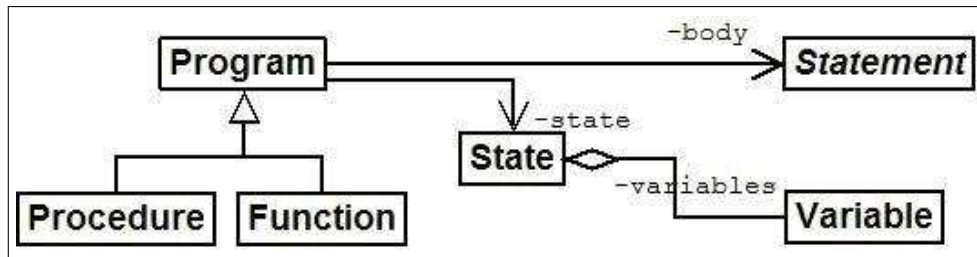 -body
Program
Statement
-state
State
-variables
Procedure
Function
Variable